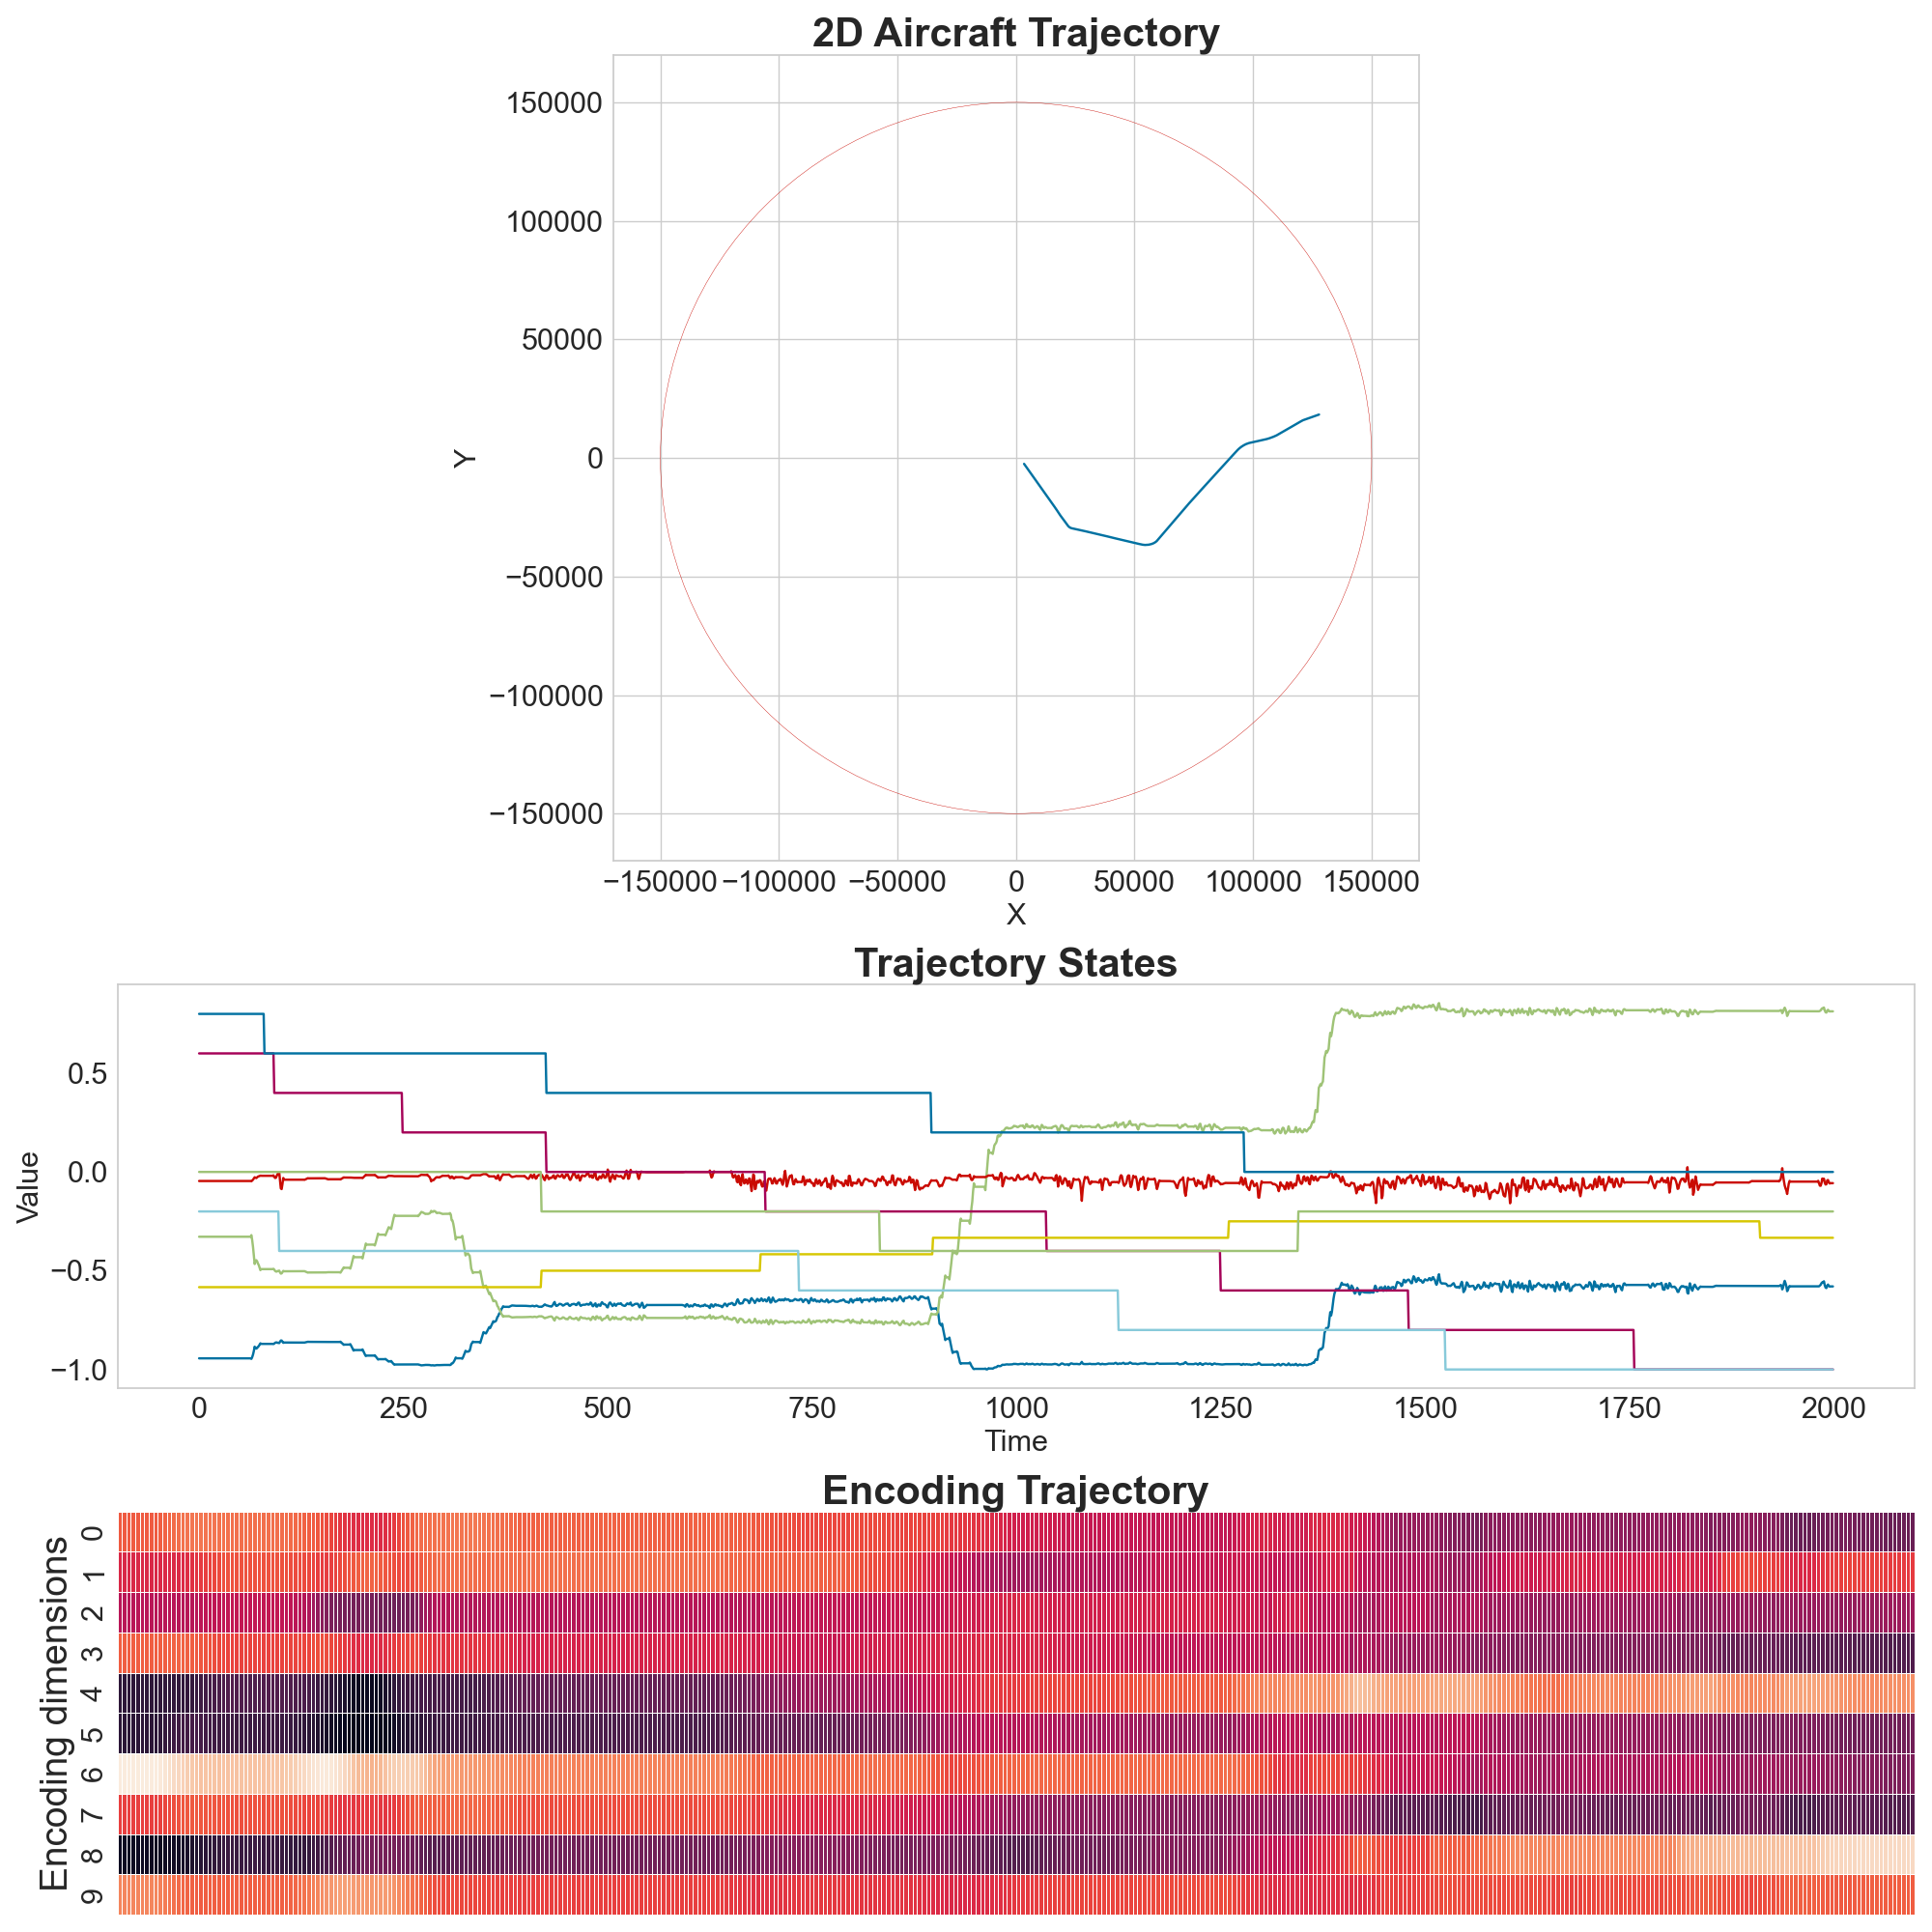 2D Aircraft Trajectory
150000
100000
50000
0
−50000
−100000
−150000
Y
−150000 −100000 −50000 0 50000 100000 150000
X
Trajectory States
0.5
0.0
−0.5
−1.0
Value
0 250 500 750 1000 1250 1500 1750 2000
Time
Encoding Trajectory
Encoding dimensions
0
1
2
3
4
5
6
7
8
9